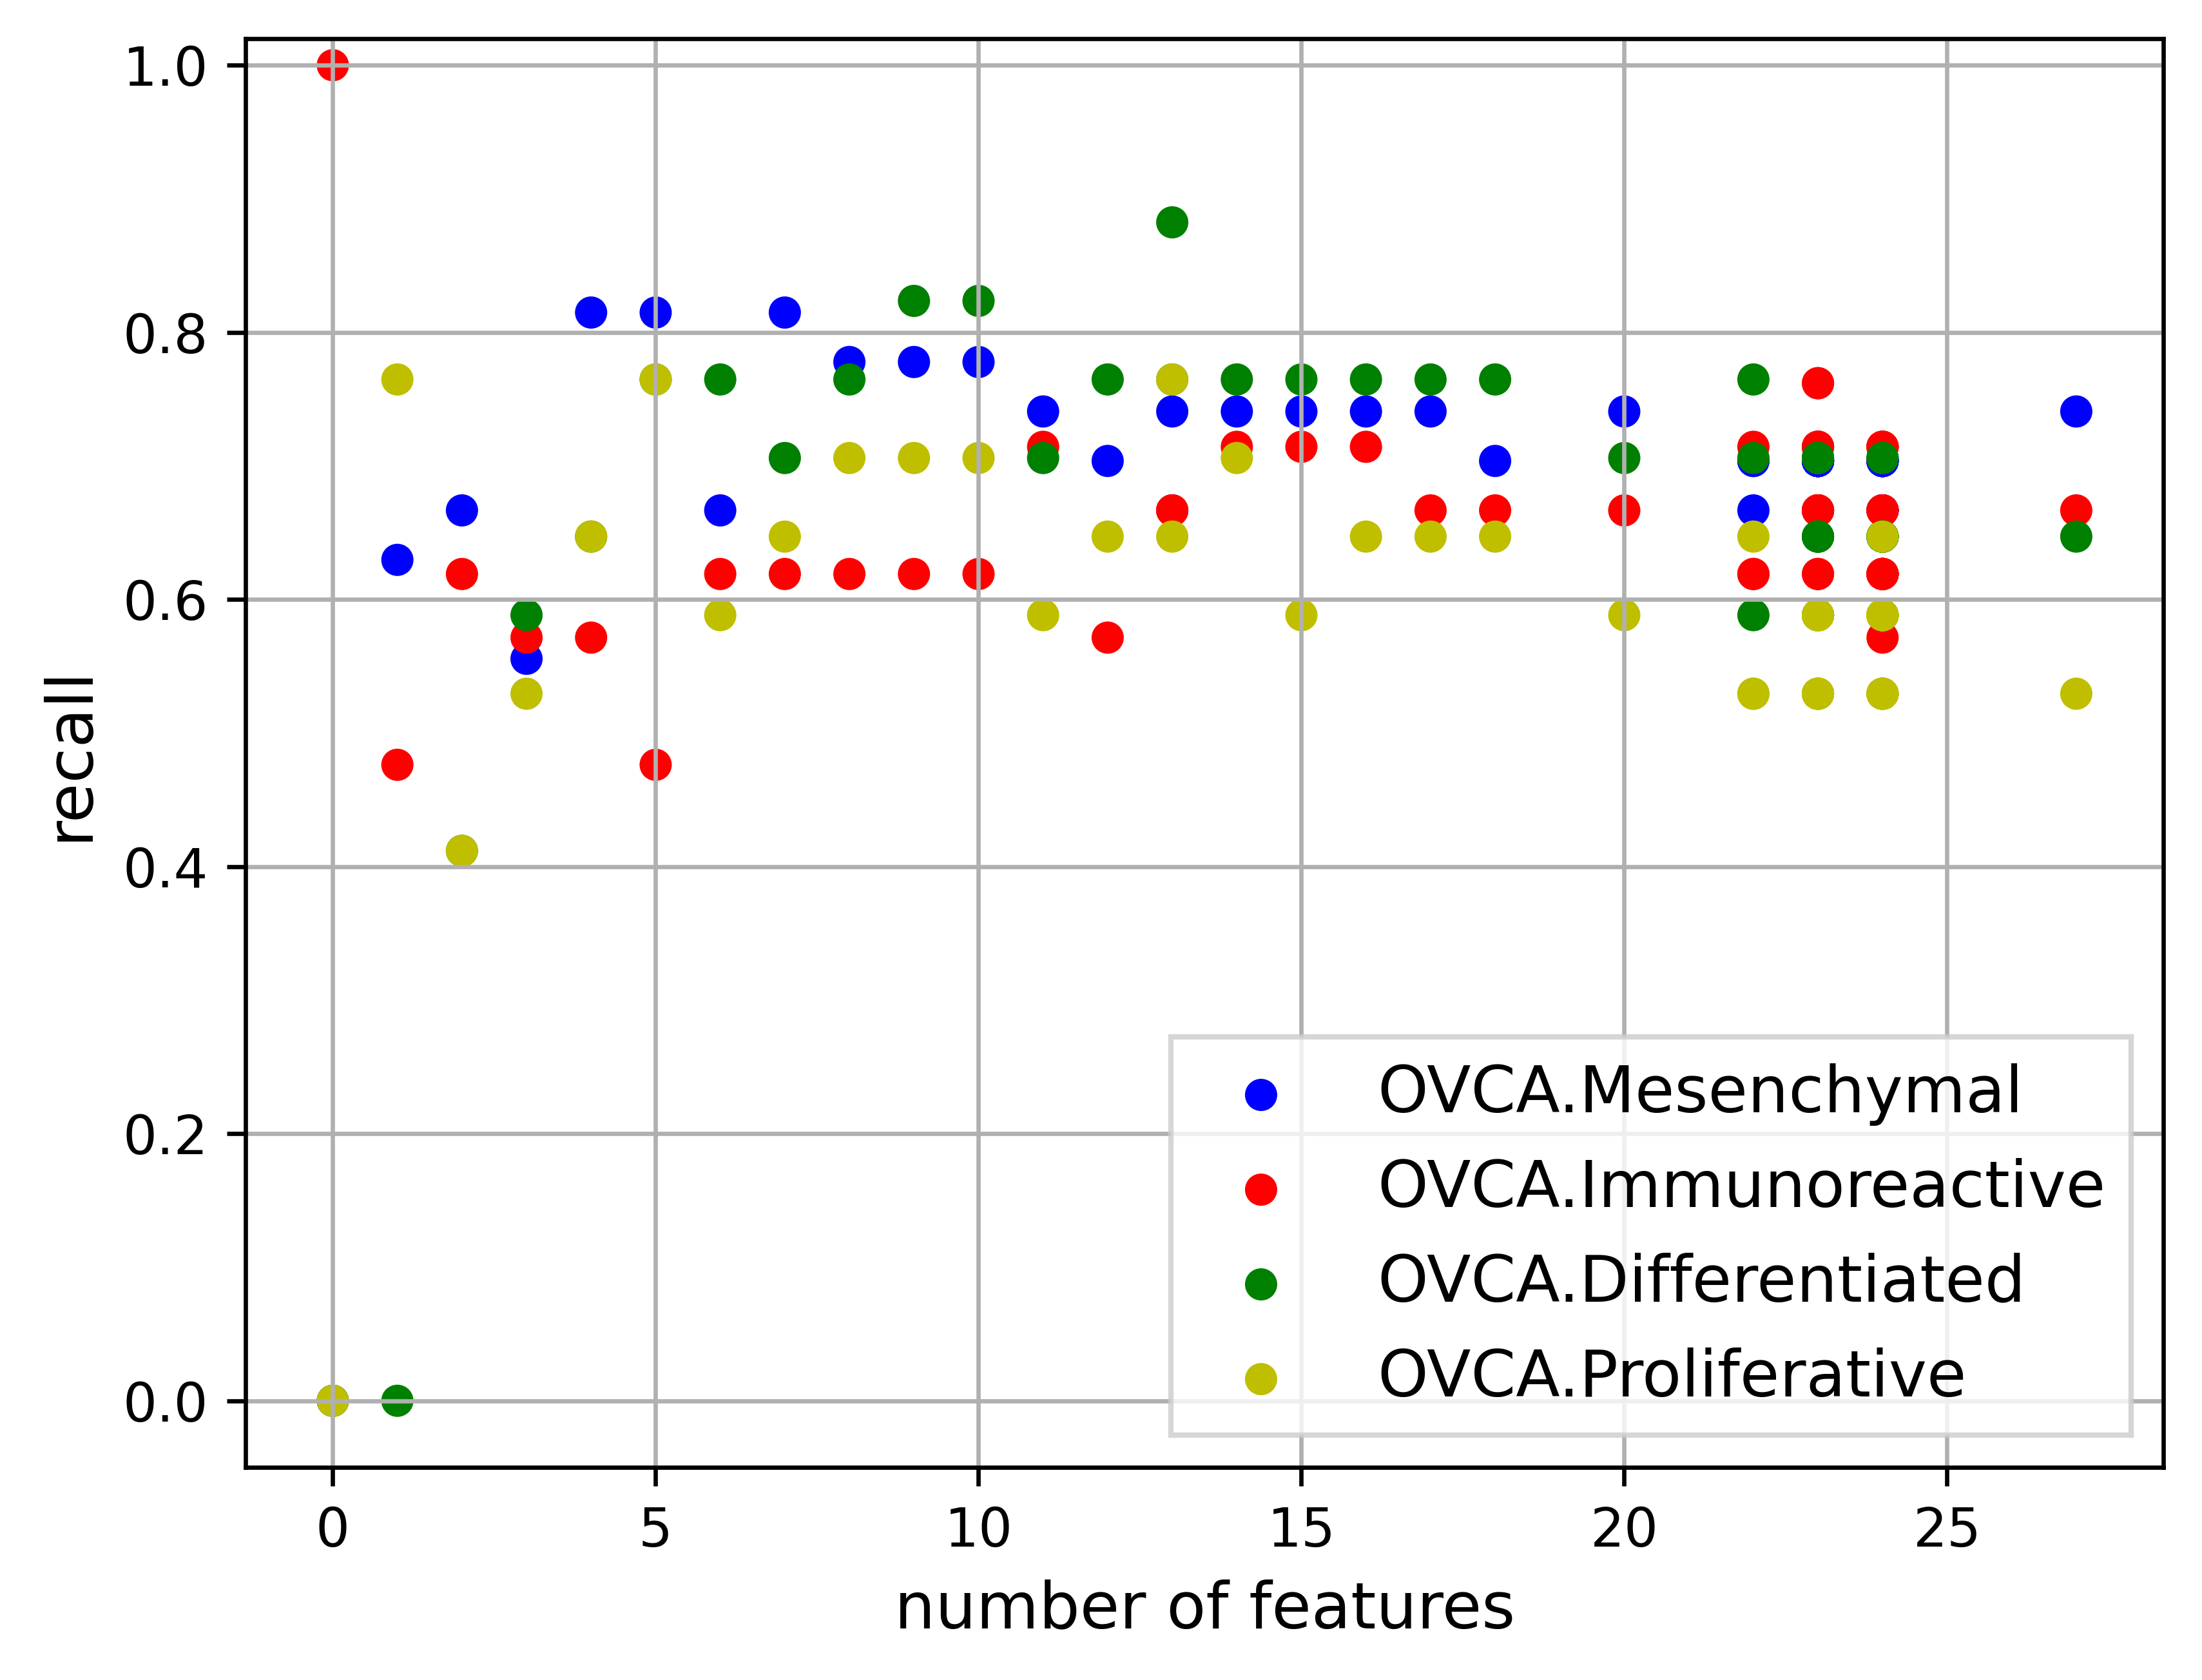 1.0
0.8
0.6
0.4
0.2
0.0
recall
0 5 10 15 20 25
number of features
OVCA.Mesenchymal
OVCA.Immunoreactive
OVCA.Differentiated
OVCA.Proliferative